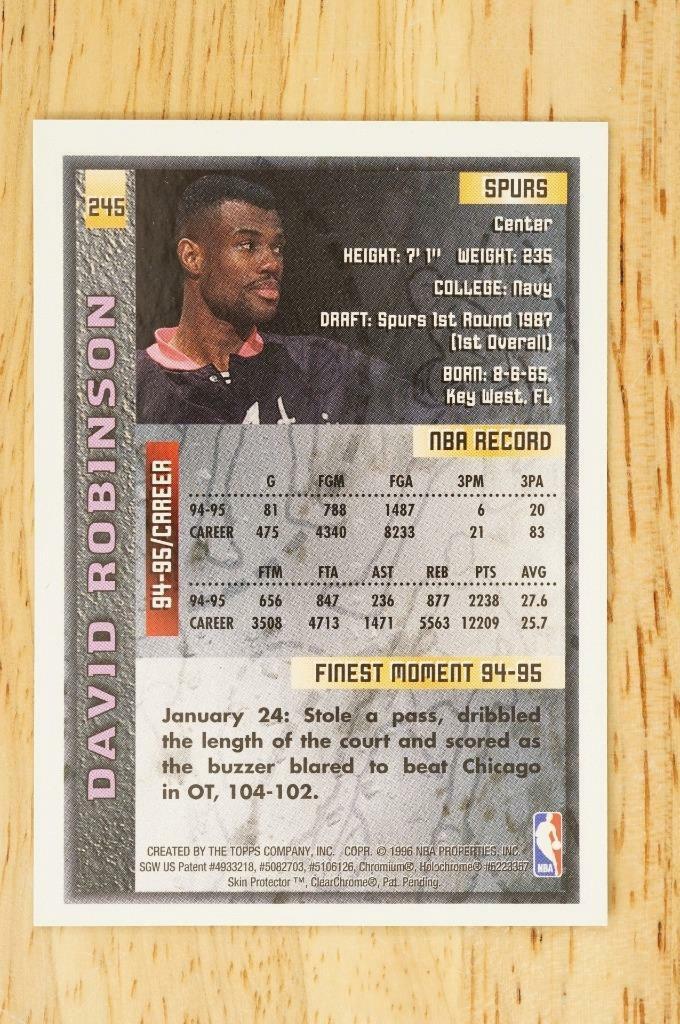 245
DAVID ROBINSON
SPURS
Center
HEIGHT: 7' 1" WEIGHT: 235
COLLEGE: Navy
DRAFT: Spurs 1st Round 1987
(1st Overall)
BORN: 8-6-65,
Key West, FL
NBA RECORD
94-95/CAREER
G FGM FGA 3PM 3PA
94-95 81 788 1487 6 20
CAREER 475 4340 8233 21 83
FTM FTA AST REB PTS AVG
94-95 656 847 236 877 2238 27.6
CAREER 3508 4713 1471 5563 12209 25.7
FINEST MOMENT 94-95
January 24: Stole a pass, dribbled
the length of the court and scored as
the buzzer blared to beat Chicago
in OT, 104-102.
CREATED BY THE TOPPS COMPANY, INC. COPR. © 1996 NBA PROPERTIES, INC
SGW US Patent #4933218, #5082703, #5106126, Chromium®, Holochrome® #6223357
Skin Protector ™, ClearChrome®, Pat. Pending.
NBA